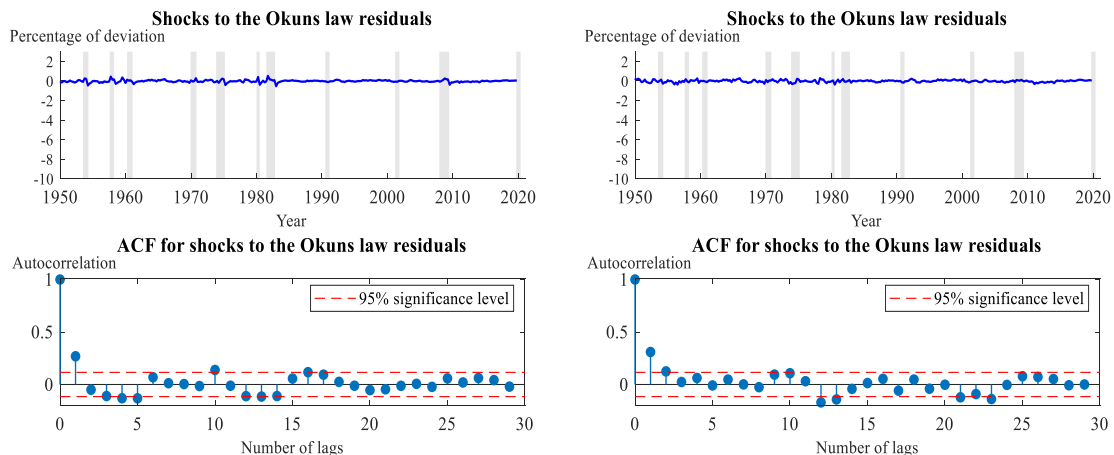 Shocks to the Okuns law residuals
Percentage of deviation
2
0
-2
-4
-6
-8
-10
1950 1960 1970 1980 1990 2000 2010 2020
Year
Shocks to the Okuns law residuals
Percentage of deviation
2
0
-2
-4
-6
-8
-10
1950 1960 1970 1980 1990 2000 2010 2020
Year
ACF for shocks to the Okuns law residuals
Autocorrelation
1
95% significance level
0.5
0
0 5 10 15 20 25 30
Number of lags
ACF for shocks to the Okuns law residuals
Autocorrelation
1
95% significance level
0.5
0
0 5 10 15 20 25 30
Number of lags